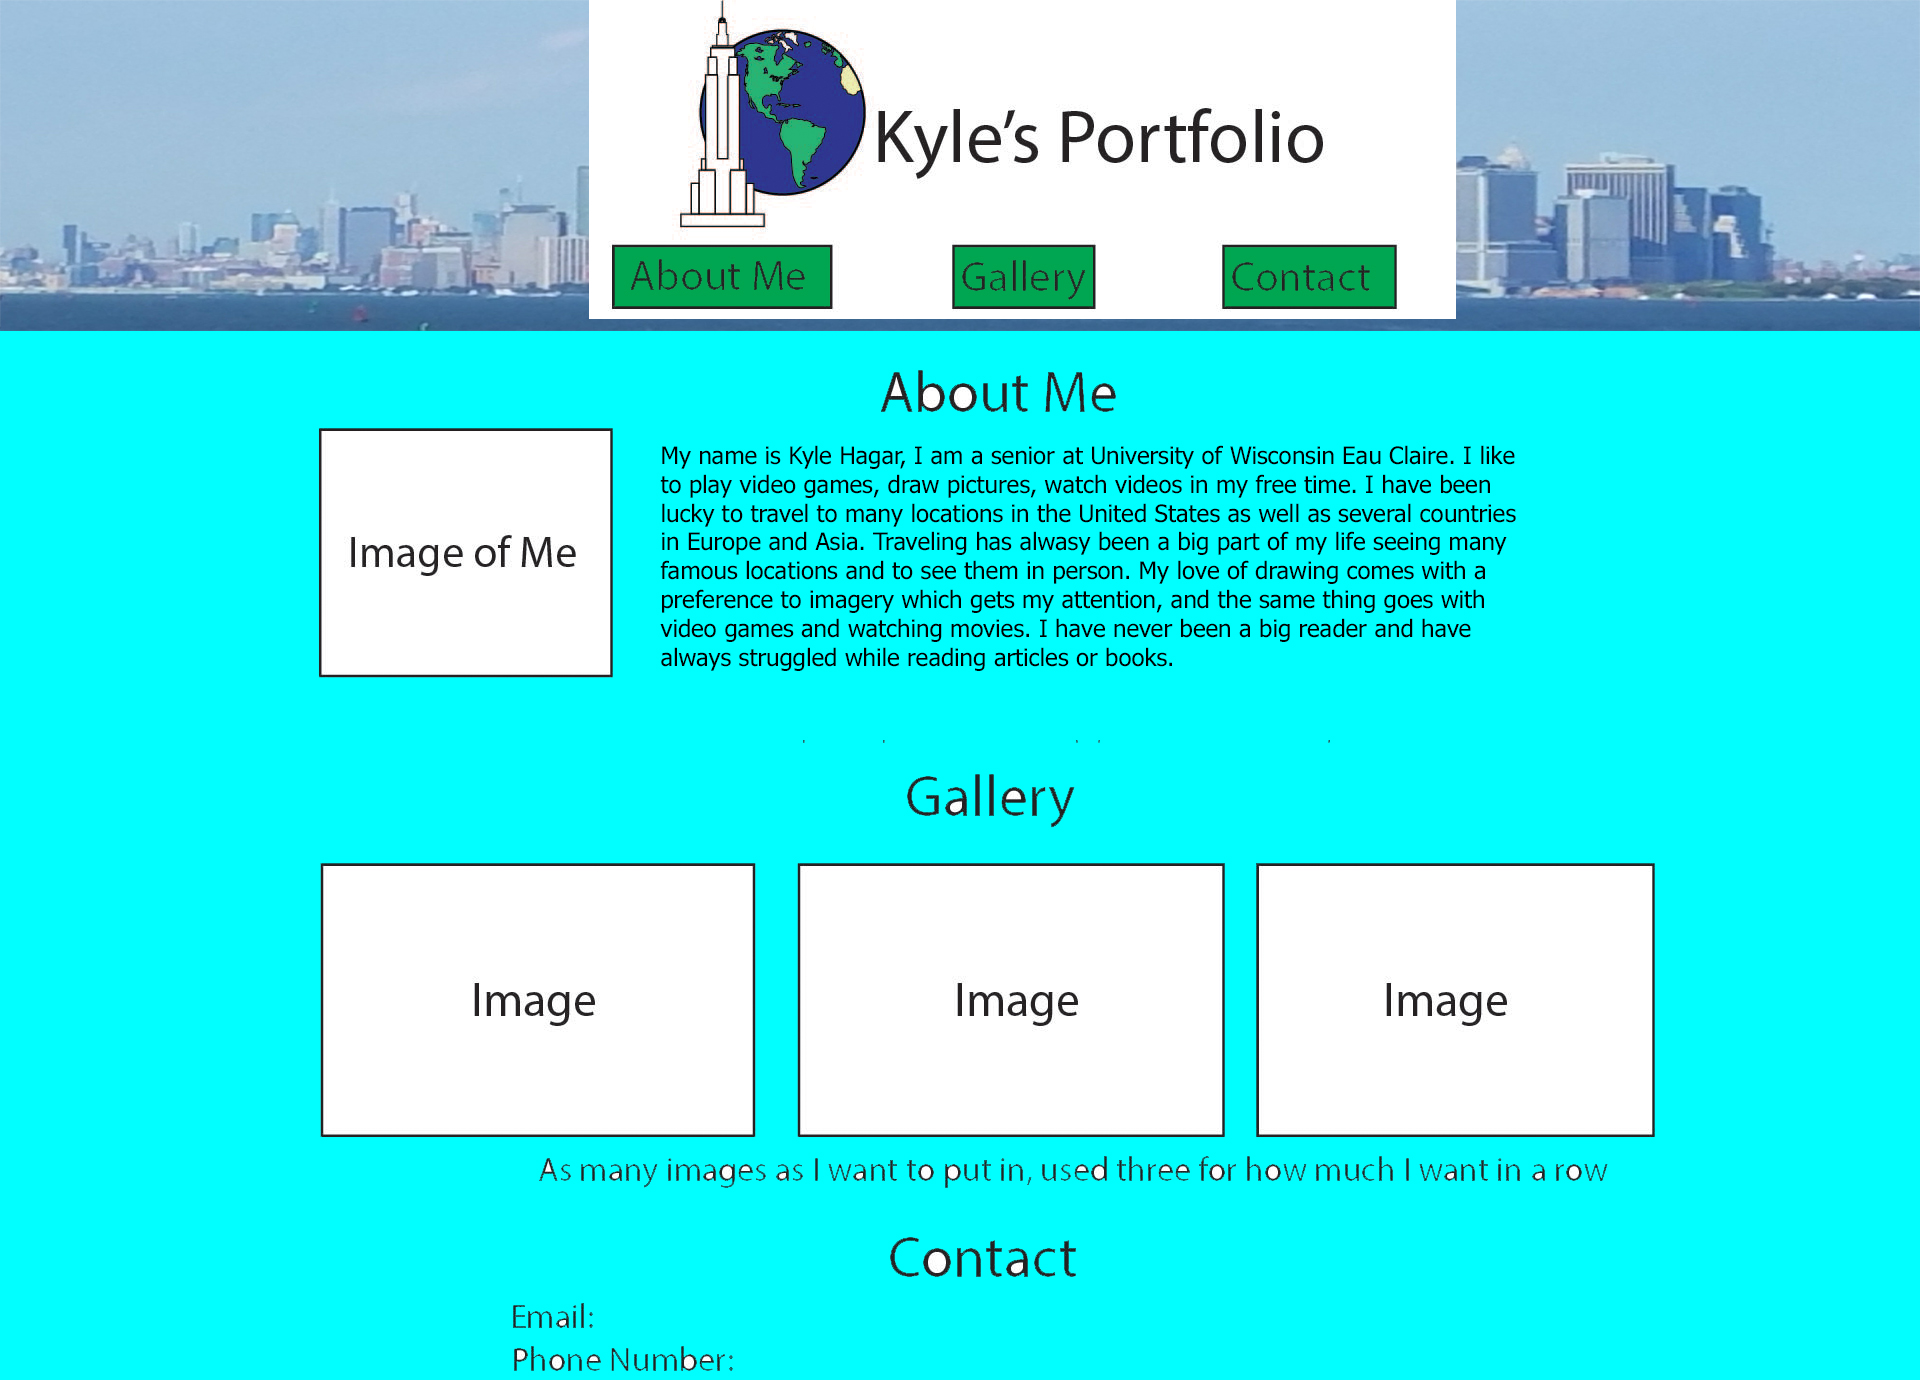 Kyle’s Portfolio
About Me
Gallery
Contact
About Me
Image of Me
My name is Kyle Hagar, I am a senior at University of Wisconsin Eau Claire. I like
to play video games, draw pictures, watch videos in my free time. I have been
lucky to travel to many locations in the United States as well as several countries
in Europe and Asia. Traveling has alwasy been a big part of my life seeing many
famous locations and to see them in person. My love of drawing comes with a
preference to imagery which gets my attention, and the same thing goes with
video games and watching movies. I have never been a big reader and have
always struggled while reading articles or books.
Gallery
Image
Image
Image
As many images as I want to put in, used three for how much I want in a row
Contact
Email:
Phone Number: